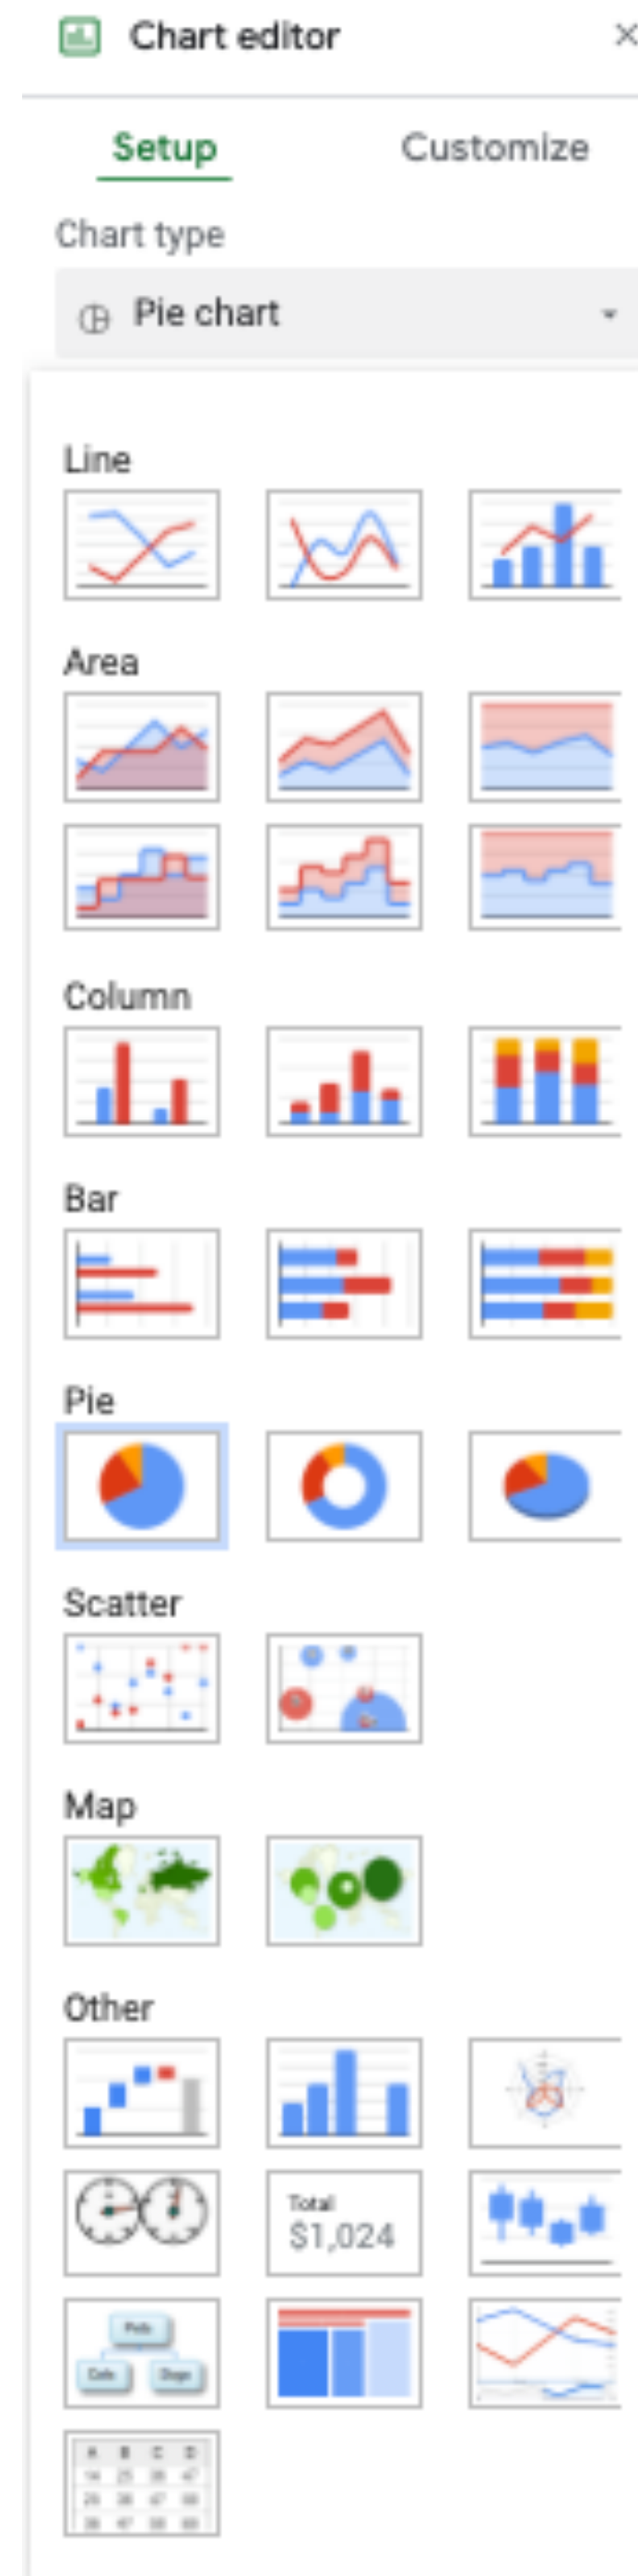 Chart editor
Setup Customize
Chart type
Pie chart
Line
Area
Column
Bar
Pie
Scatter
Map
Other
Total
$1,024
A B C D